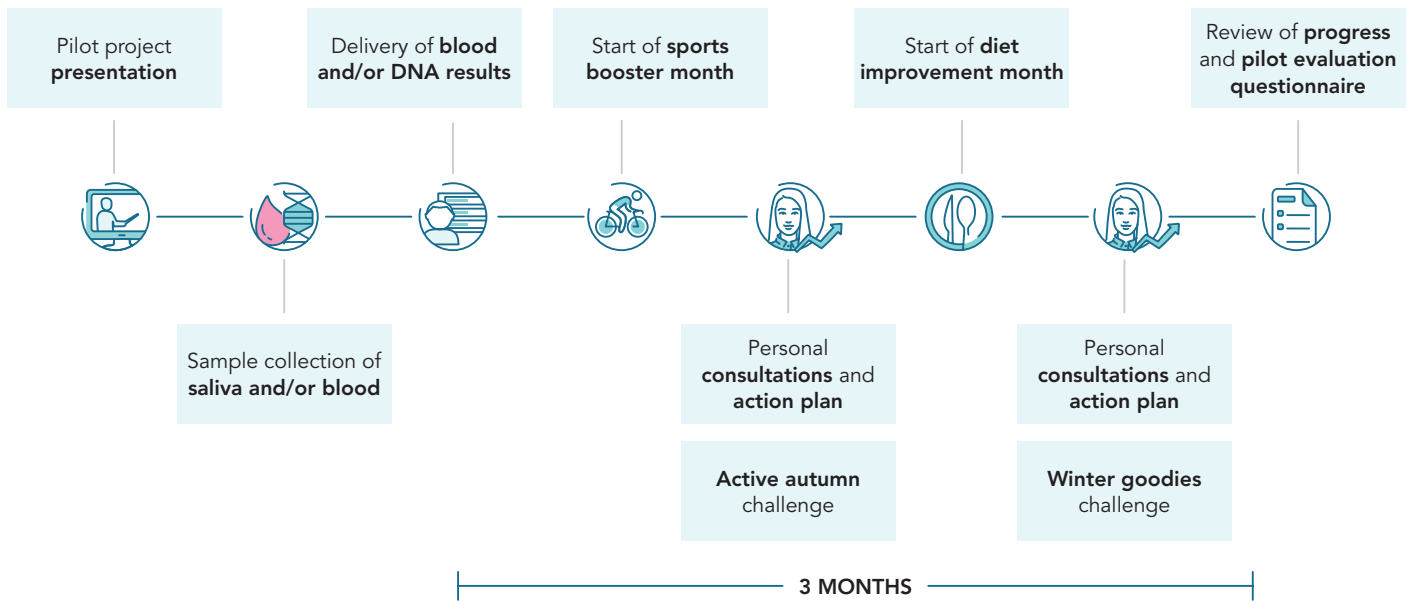 Pilot project
presentation
Delivery of blood
and/or DNA results
Start of sports
booster month
Start of diet
improvement month
Review of progress
and pilot evaluation
questionnaire
Sample collection of
saliva and/or blood
Personal
consultations and
action plan
Personal
consultations and
action plan
Active autumn
challenge
Winter goodies
challenge
3 MONTHS